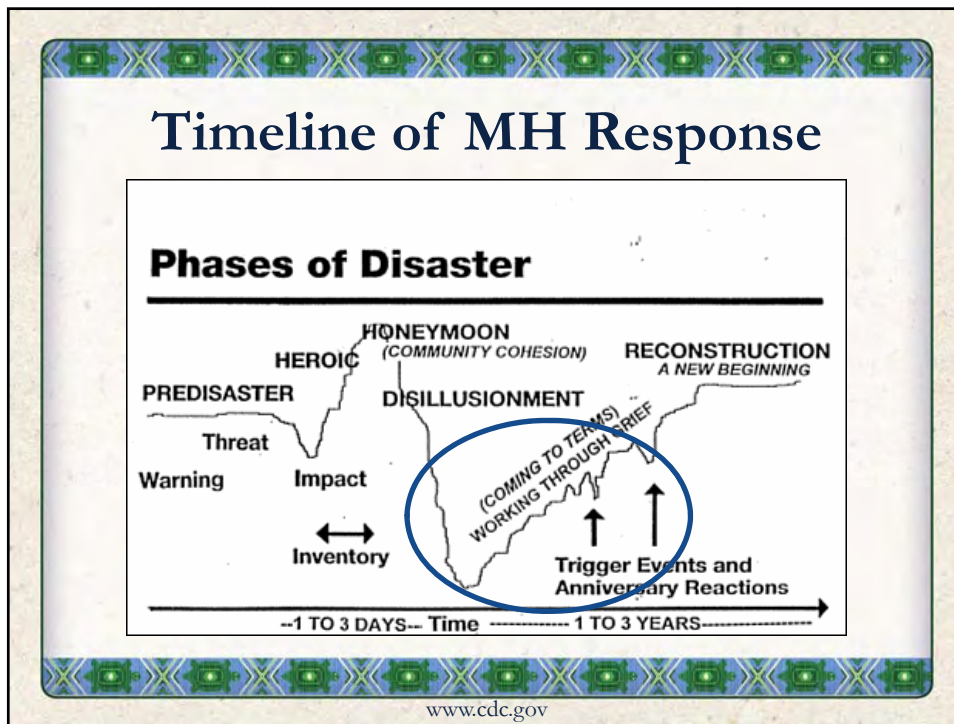 Timeline of MH Response
Phases of Disaster
HONEYMOON
(COMMUNITY COHESION)
HEROIC
RECONSTRUCTION
A NEW BEGINNING
PREDISASTER
DISILLUSIONMENT
Threat
(COMING TO TERMS)
WORKING THROUGH GRIEF
Warning
Impact
Inventory
Trigger Events and
Anniversary Reactions
--1 TO 3 DAYS-- Time ------------- 1 TO 3 YEARS------------------
www.cdc.gov